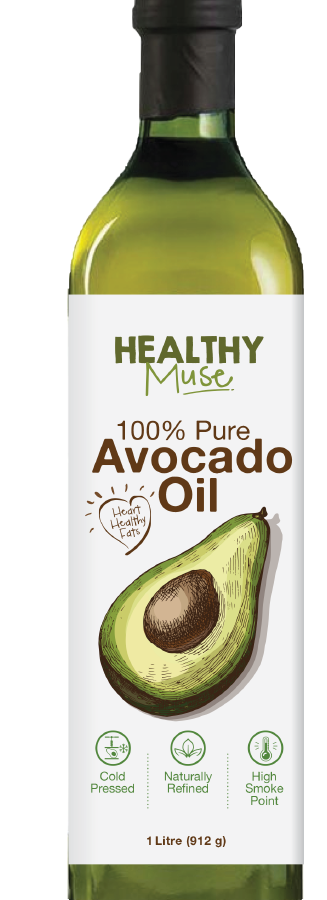 HEALTHY
Muse
100% Pure
Avocado
Oil
Heart
Healthy
Fats
Cold
Pressed
Naturally
Refined
High
Smoke
Point
1 Litre (912 g)